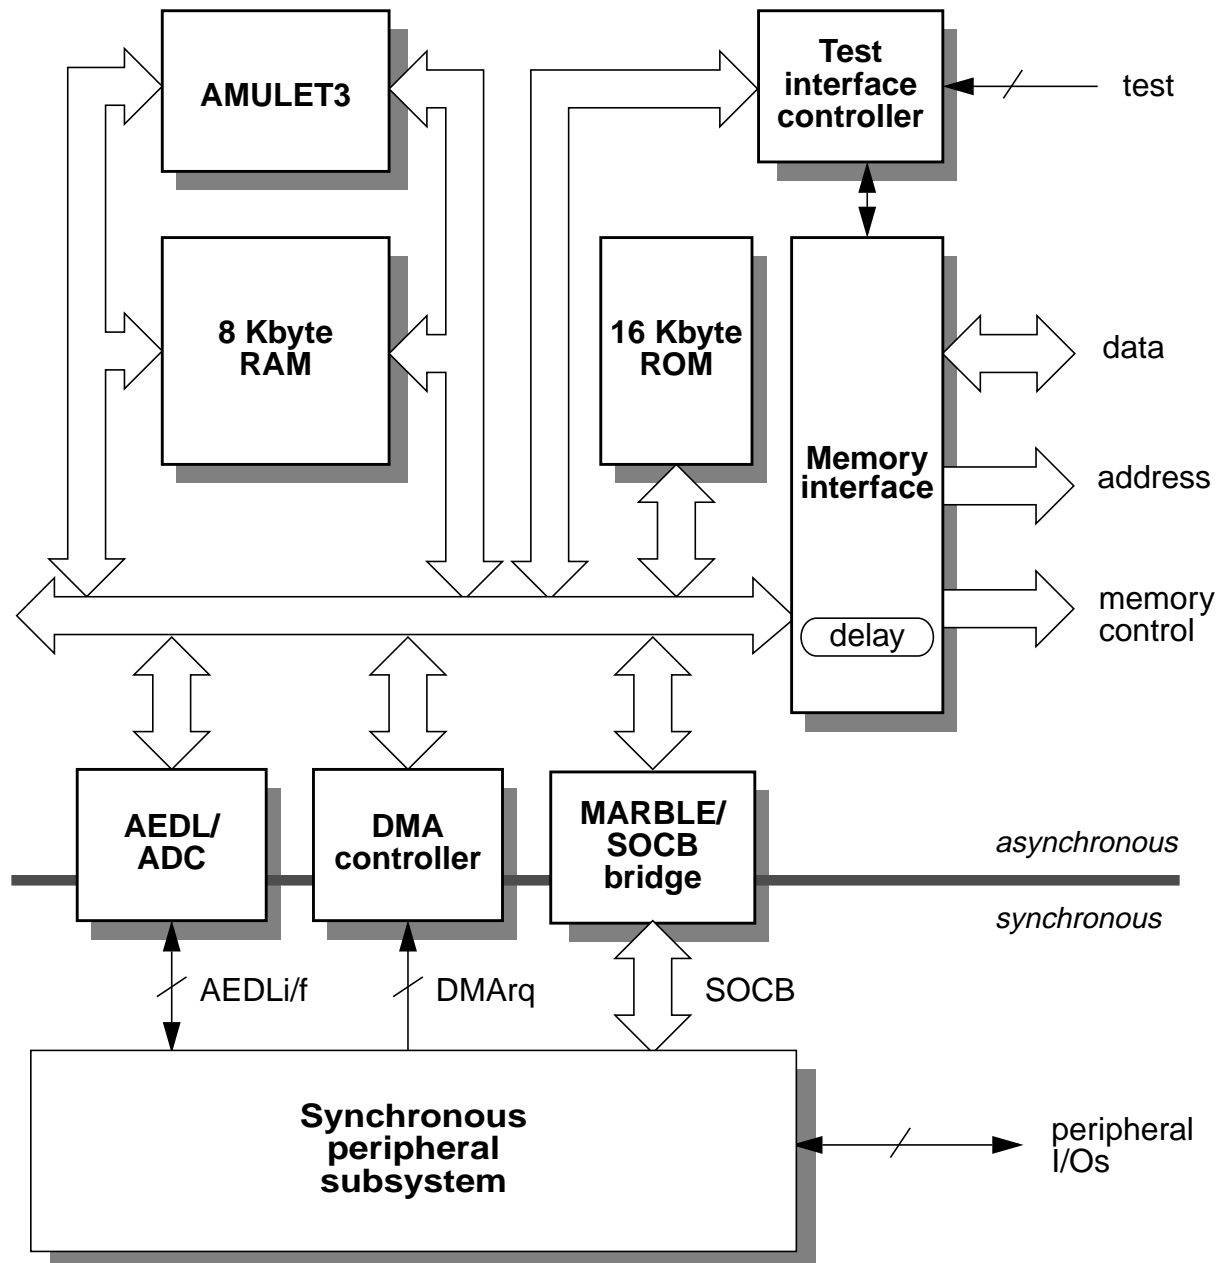 AMULET3
Test
interface
controller
test
8 Kbyte
RAM
16 Kbyte
ROM
data
Memory
interface
address
memory
control
delay
AEDL/
ADC
DMA
controller
MARBLE/
SOCB
bridge
asynchronous
synchronous
AEDLi/f
DMArq
SOCB
Synchronous
peripheral
subsystem
peripheral
I/Os